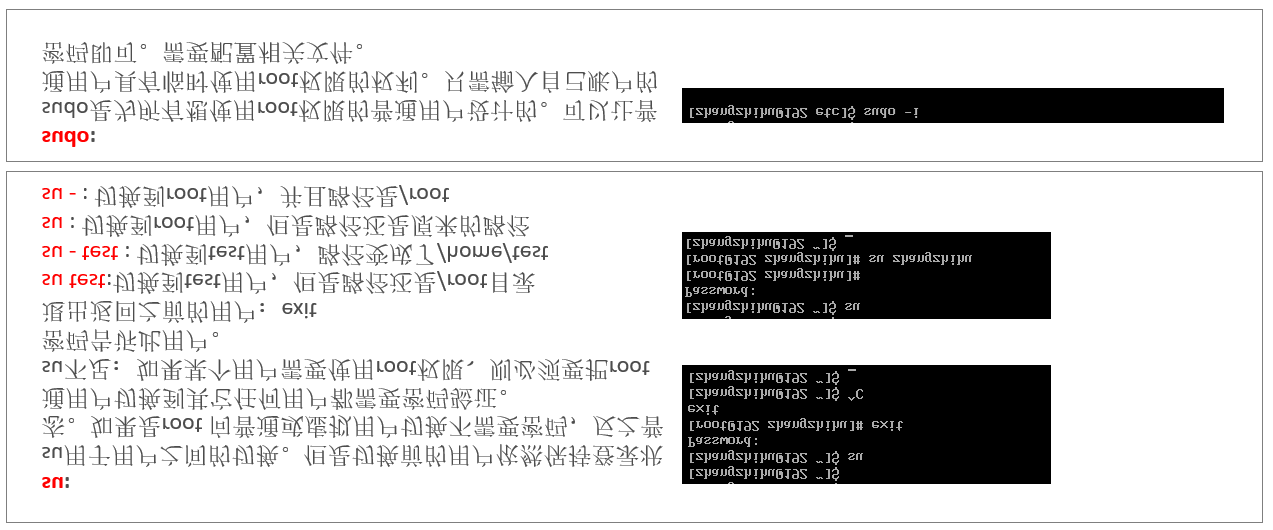 su:
su用于用户之间的切换。但是切换前的用户依然保持登录状
态。如果是root 向普通或虚拟用户切换不需要密码，反之普
通用户切换到其它任何用户都需要密码验证。
su不足：如果某个用户需要使用root权限、则必须要把root
密码告诉此用户。
退出返回之前的用户：exit
su test:切换到test用户，但是路径还是/root目录
su - test : 切换到test用户，路径变成了/home/test
su : 切换到root用户，但是路径还是原来的路径
su - : 切换到root用户，并且路径是/root
[zhangzhihu@192 ~]$
[zhangzhihu@192 ~]$ su
Password:
[root@192 zhangzhihu]# exit
exit
[zhangzhihu@192 ~]$ ^C
[zhangzhihu@192 ~]$ _
[zhangzhihu@192 ~]$ su
Password:
[root@192 zhangzhihu]#
[root@192 zhangzhihu]# su zhangzhihu
[zhangzhihu@192 ~]$ _
sudo:
sudo是为所有想使用root权限的普通用户设计的。可以让普
通用户具有临时使用root权限的权利。只需输入自己账户的
密码即可。需要配置相关文件。
[zhangzhihu@192 etc]$ sudo -i